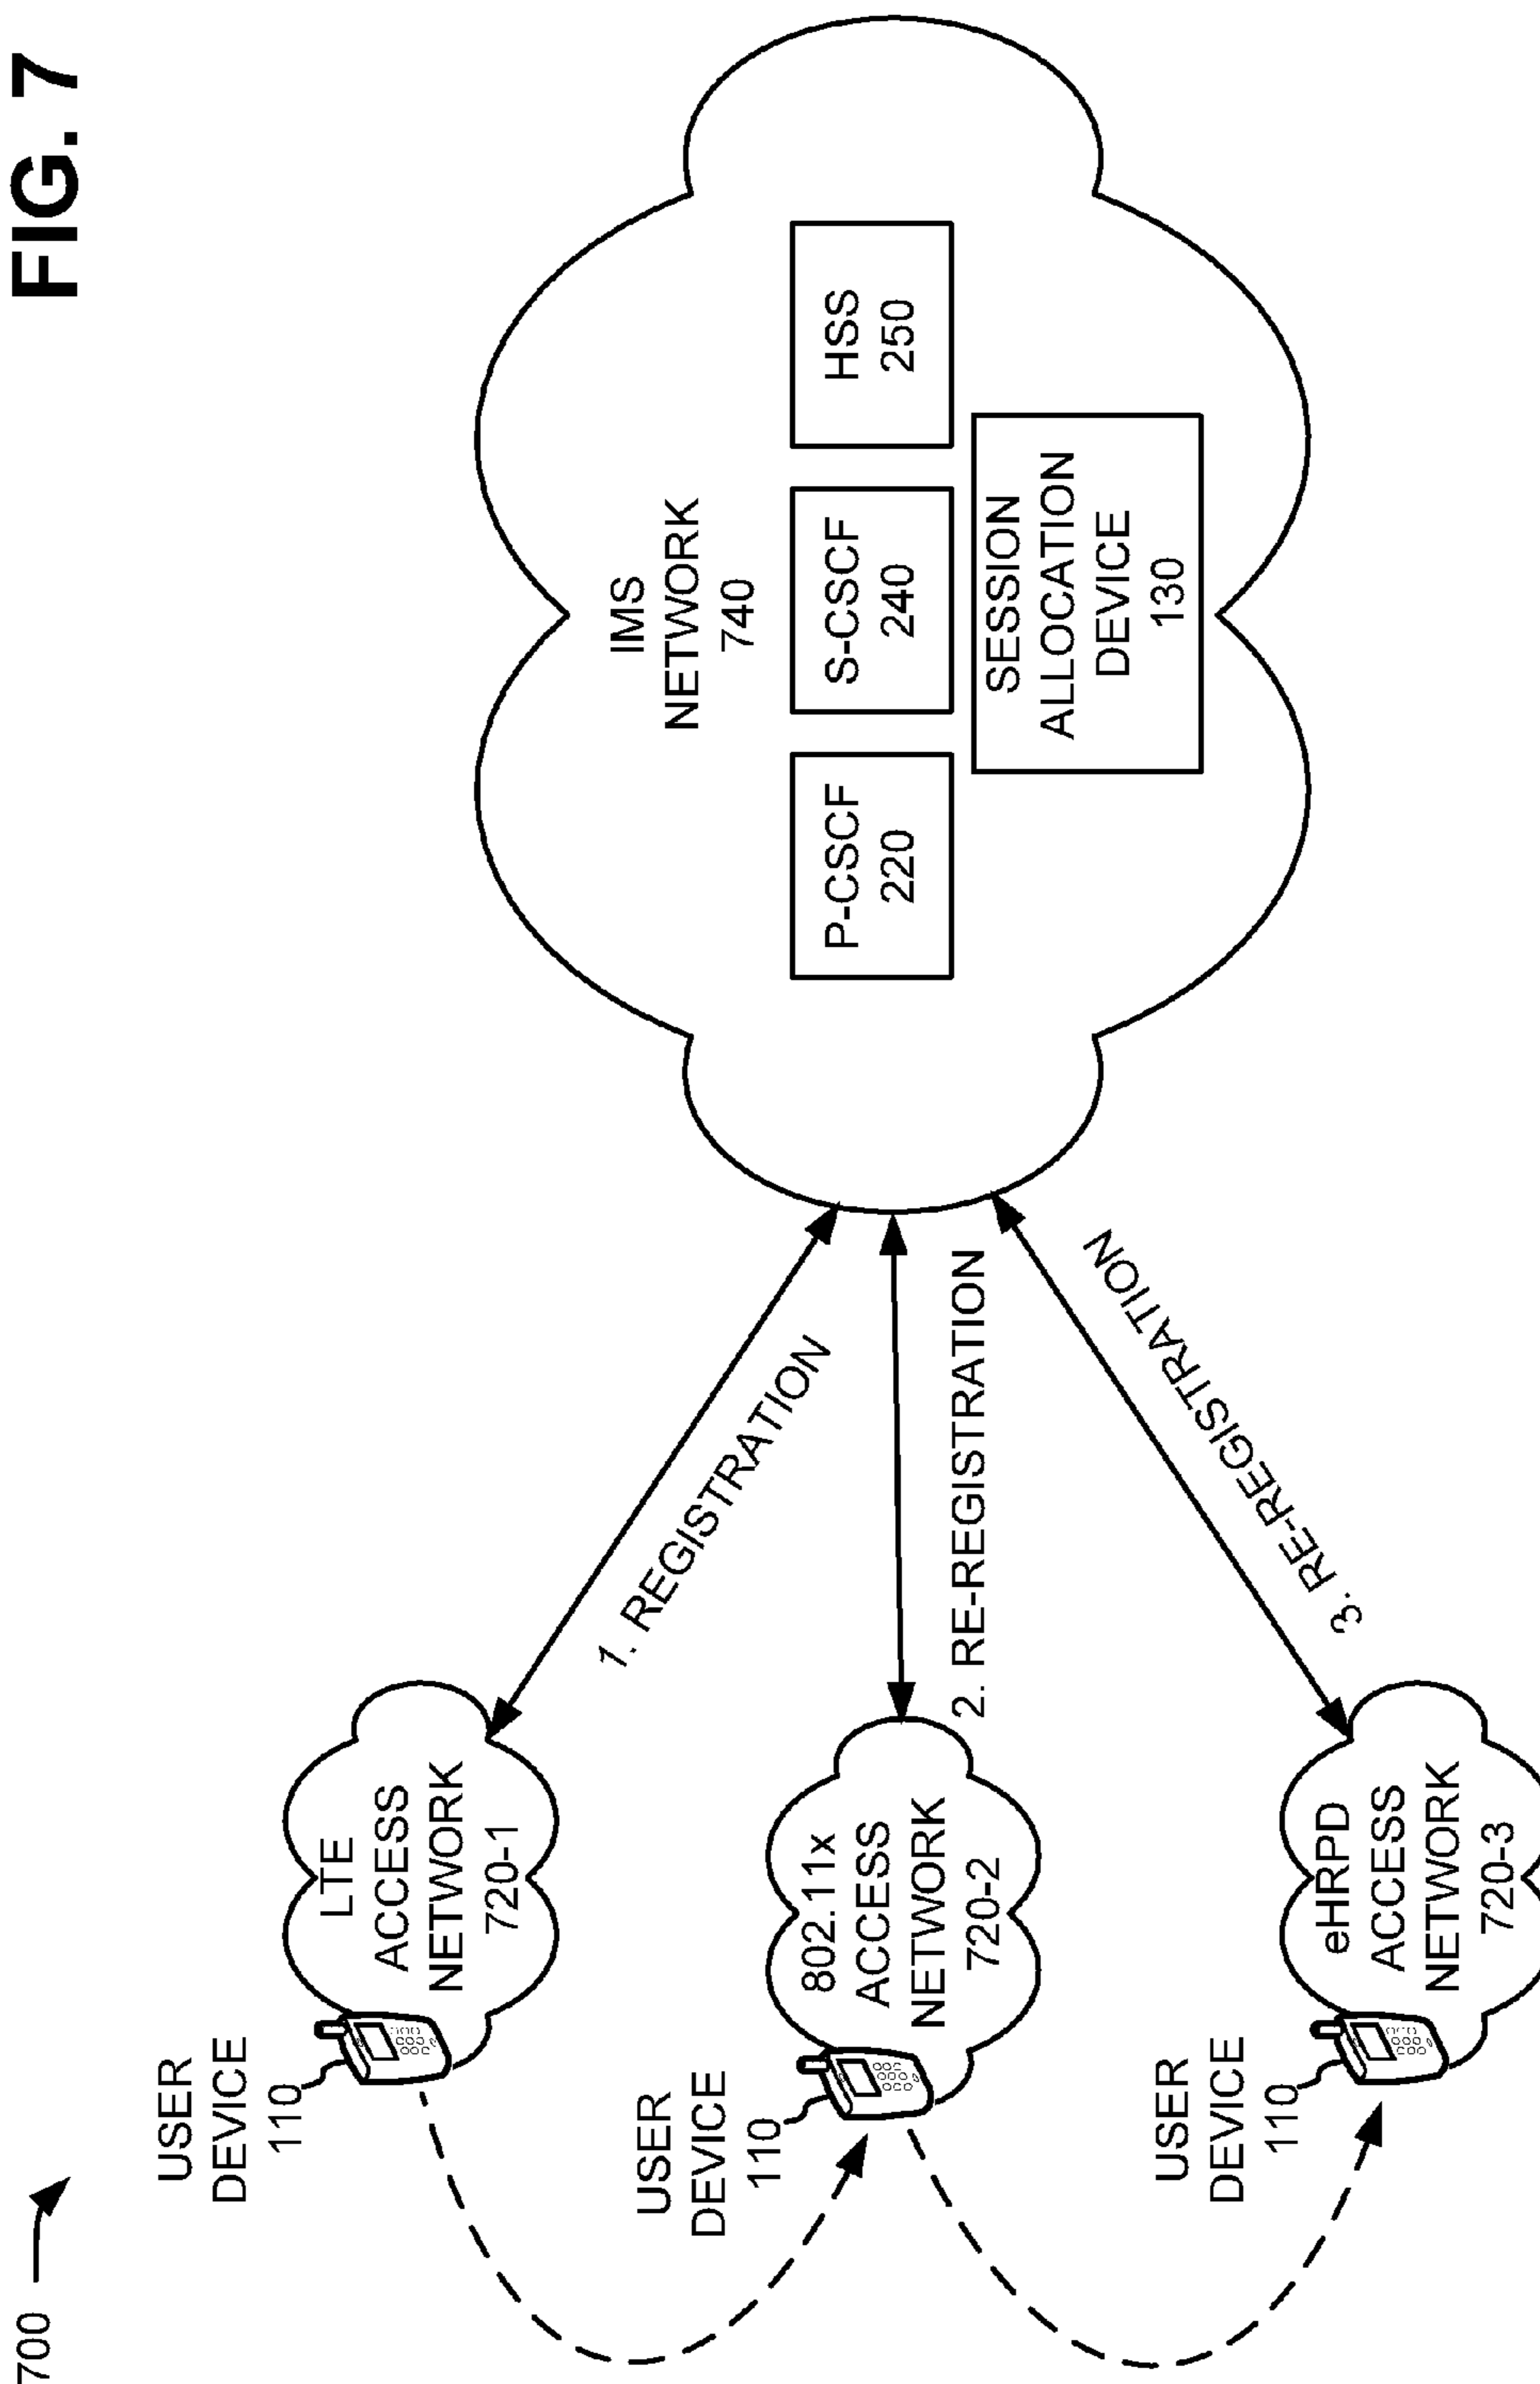 FIG. 7
700
USER
DEVICE
110
LTE
ACCESS
NETWORK
720-1
1. REGISTRATION
USER
DEVICE
110
802.11x
ACCESS
NETWORK
720-2
2. RE-REGISTRATION
USER
DEVICE
110
eHRPD
ACCESS
NETWORK
720-3
3. RE-REGISTRATION
IMS
NETWORK
740
P-CSCF
220
S-CSCF
240
HSS
250
SESSION
ALLOCATION
DEVICE
130